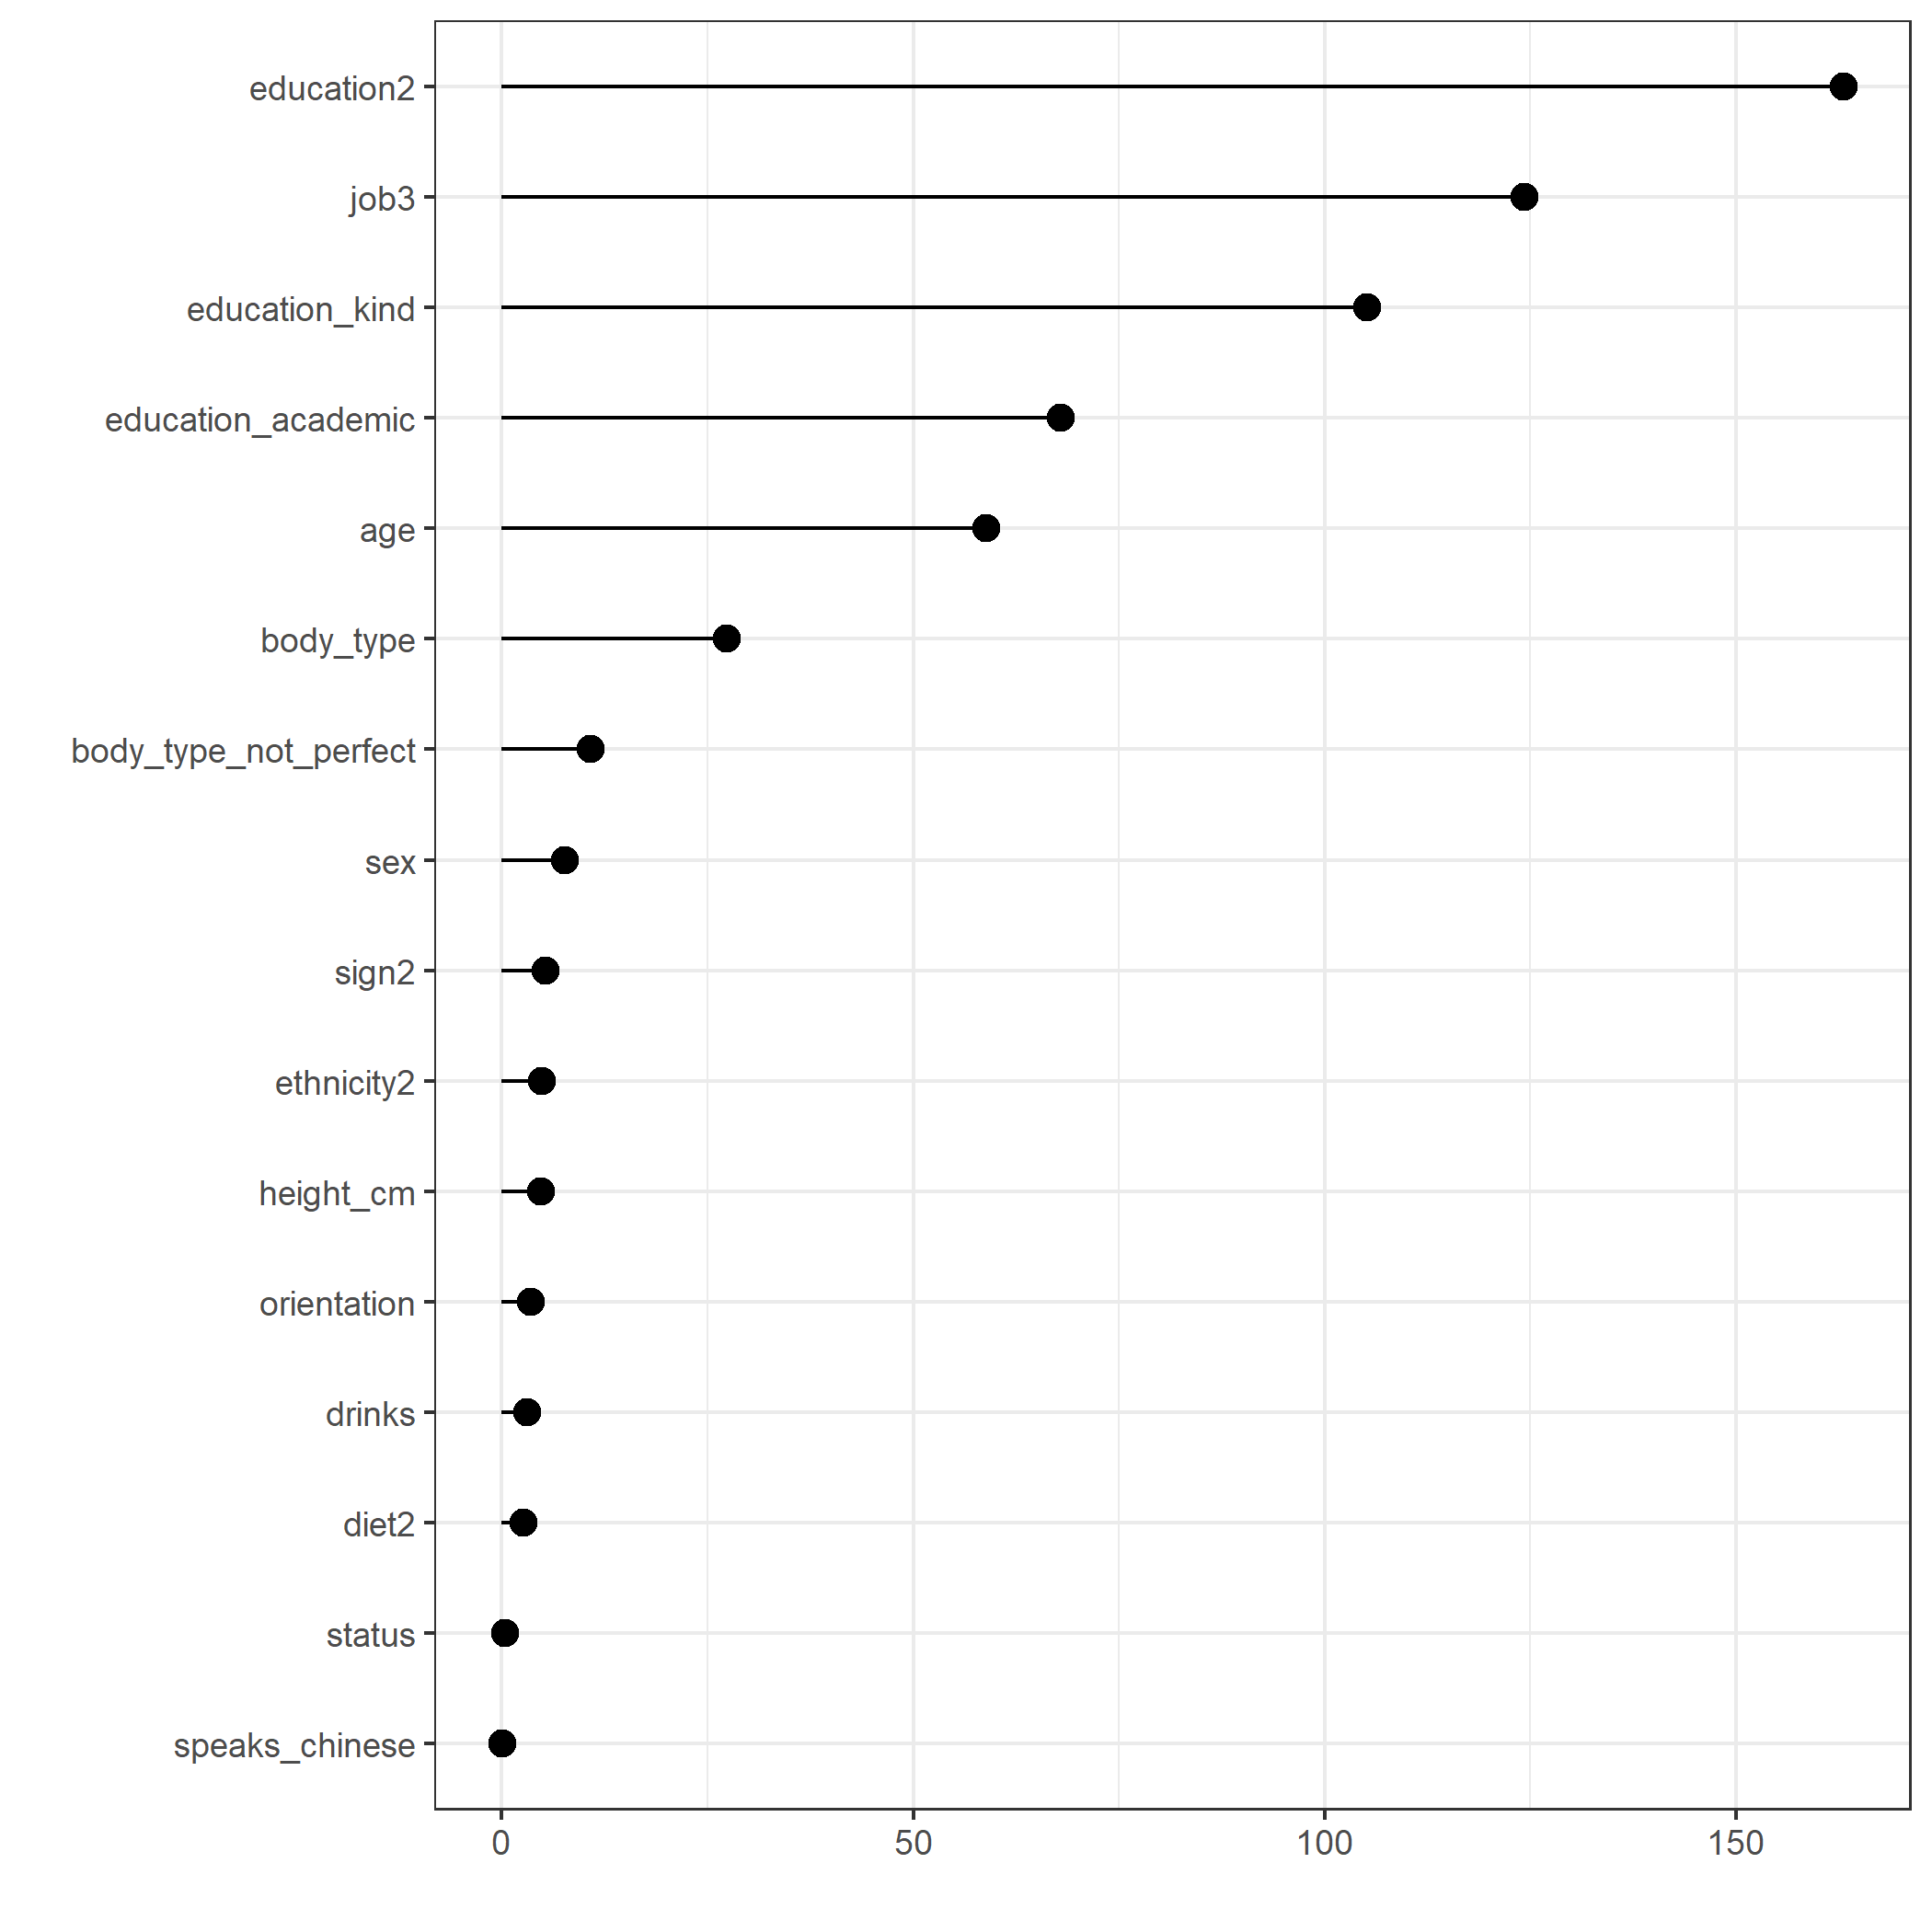 education2
job3
education_kind
education_academic
age
body_type
body_type_not_perfect
sex
sign2
ethnicity2
height_cm
orientation
drinks
diet2
status
speaks_chinese
0 50 100 150